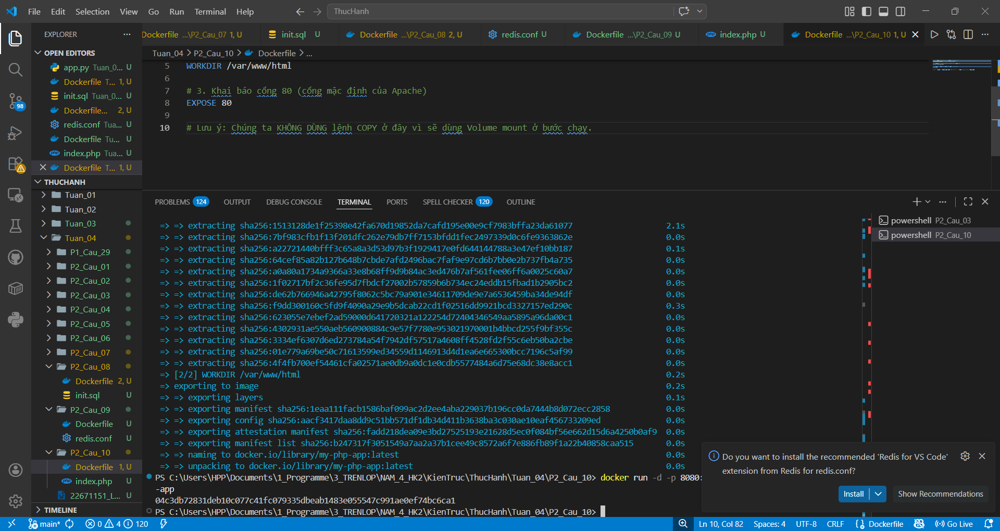 File Edit Selection View Go Run Terminal Help
ThucHanh
EXPLORER
Dockerfile ...\P2_Cau_07 1, U
init.sql U
Dockerfile ...\P2_Cau_08 2, U
redis.conf U
Dockerfile ...\P2_Cau_09 U
index.php U
Dockerfile ...\P2_Cau_10 1, U
OPEN EDITORS
app.py Tuan_0... U
Dockerfile T... 1, U
init.sql Tuan_0... U
Dockerfile... 2, U
redis.conf Tua... U
Dockerfile Tu... U
index.php Tua... U
Dockerfile T... 1, U
THUCHANH
Tuan_01
Tuan_02
Tuan_03
Tuan_04
P1_Cau_29
P2_Cau_01
P2_Cau_02
P2_Cau_03
P2_Cau_04
P2_Cau_05
P2_Cau_06
P2_Cau_07
P2_Cau_08
Dockerfile 2, U
init.sql U
P2_Cau_09
Dockerfile U
redis.conf U
P2_Cau_10
Dockerfile 1, U
index.php U
22671151_L... U
TIMELINE
98
Tuan_04 > P2_Cau_10 > Dockerfile > ...
5 WORKDIR /var/www/html
6
7 # 3. Khai báo cổng 80 (cổng mặc định của Apache)
8 EXPOSE 80
9
10 # Lưu ý: Chúng ta KHÔNG DÙNG lệnh COPY ở đây vì sẽ dùng Volume mount ở bước chạy.
PROBLEMS 124 OUTPUT DEBUG CONSOLE TERMINAL PORTS SPELL CHECKER 120 OUTLINE
powershell P2_Cau_03
powershell P2_Cau_10
=> => extracting sha256:1513128de1f25398e42fa670d19852da7cafd195e00e9cf7983bffa23da61077 2.1s
=> => extracting sha256:7bf983cfb1f13f201dfc262e79db7ff7153bfdd1fec2497339d0c6fe9363862e 0.0s
=> => extracting sha256:a22721440bfff3c65a8a3d53d97b3f1929417e0fd644144788a3e47ef10bb187 0.1s
=> => extracting sha256:64cef85a82b127b648b7cbde7afd2496bac7faf9e97cd6b7bb0e2b737fb4a735 0.0s
=> => extracting sha256:a0a80a1734a9366a33e8b68ff9d9b84ac3ed476b7af561fee06ff6a0025c60a7 0.0s
=> => extracting sha256:1f02717bf2c36fe95d7fbdcf27002b57859b6b734ec24eddb15fbad1b2905bc2 0.0s
=> => extracting sha256:de62b766946a42795f8062c5bc79a901e34611709de9e7a6536459ba34de94df 0.0s
=> => extracting sha256:f9dd300160c5fd9f4090a29e9b5dcab22cd1f02516dd9921bcd3327157ed290c 0.3s
=> => extracting sha256:623055e7ebef2ad59000d641720321a122254d72404346549aa5895a96da00c1 0.0s
=> => extracting sha256:4302931ae550aeb560900884c9e57f7780e953021970001b4bbcd255f9bf355c 0.0s
=> => extracting sha256:3334ef6307d6ed273784a54f7942df57517a4608ff4528fd2f55c6eb50ba2cbe 0.0s
=> => extracting sha256:01e779a69be50c71613599ed34559d1146913d4d1ea6e665300bcc7196c5af99 0.0s
=> => extracting sha256:4f4fb700ef54461cfa02571ae0db9a0dc1e0cdb5577484a6d75e68dc38e8acc1 0.0s
=> [2/2] WORKDIR /var/www/html 0.2s
=> exporting to image 0.2s
=> => exporting layers 0.1s
=> => exporting manifest sha256:1eaa111facb1586baf099ac2d2ee4aba229037b196cc0da7444b8d072ecc2858 0.0s
=> => exporting config sha256:aacf3417daa8dd9c51bb571df1db34d411b3638ba3c030ae10eaf456733209ed 0.0s
=> => exporting attestation manifest sha256:fadd218dea09e3bd27525193e21628d5ec0f084bf56e662d15d6a4250b0af9 0.0s
=> => exporting manifest list sha256:b247317f3051549a7aa2a37b1cee49c8572a6f7e886fb89f1a22b40858caa515 0.0s
=> => naming to docker.io/library/my-php-app:latest 0.0s
=> => unpacking to docker.io/library/my-php-app:latest 0.0s
PS C:\Users\HPP\Documents\1_Programme\3_TRENLOP\NAM_4_HK2\KienTruc\ThucHanh\Tuan_04\P2_Cau_10> docker run -d -p 8080:
-app
04c3db72831deb10c077c41fc079335dbeab1483e055547c991ae0ef74bc6ca1
PS C:\Users\HPP\Documents\1_Programme\3_TRENLOP\NAM_4_HK2\KienTruc\ThucHanh\Tuan_04\P2_Cau_10>
Do you want to install the recommended 'Redis for VS Code'
extension from Redis for redis.conf?
Install
Show Recommendations
main* 0 4 120
Ln 10, Col 82 Spaces: 4 UTF-8 CRLF Dockerfile Go Live